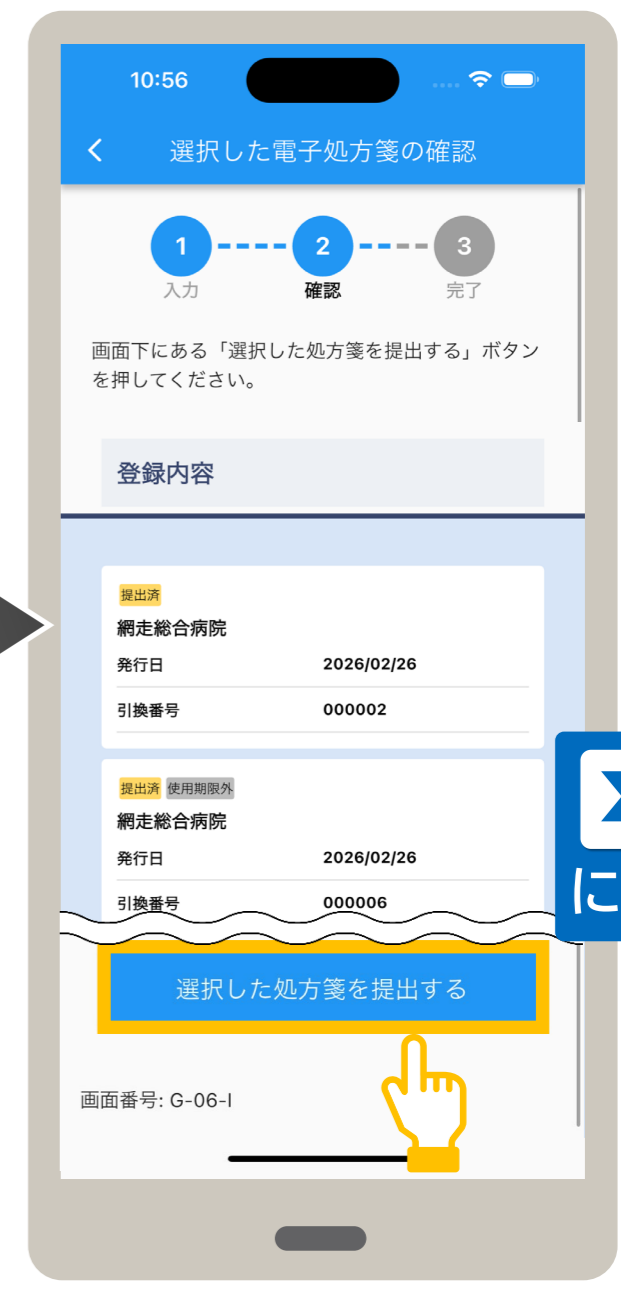 10:56
選択した電子処方箋の確認
1 2 3
入力 確認 完了
画面下にある「選択した処方箋を提出する」ボタン
を押してください。
登録内容
提出済
網走総合病院
発行日 2026/02/26
引換番号 000002
提出済 使用期限外
網走総合病院
発行日 2026/02/26
引換番号 000006
に
選択した処方箋を提出する
画面番号: G-06-I